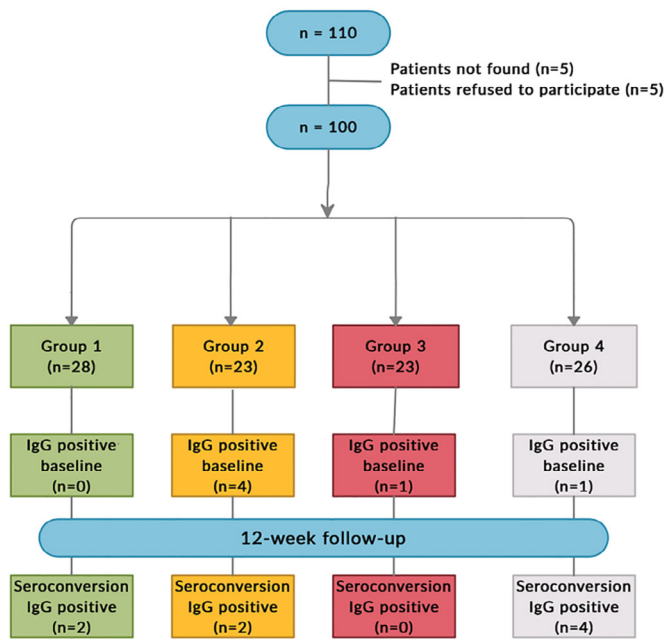 n = 110
Patients not found (n=5)
Patients refused to participate (n=5)
n = 100
Group 1
(n=28)
Group 2
(n=23)
Group 3
(n=23)
Group 4
(n=26)
IgG positive
baseline
(n=0)
IgG positive
baseline
(n=4)
IgG positive
baseline
(n=1)
IgG positive
baseline
(n=1)
12-week follow-up
Seroconversion
IgG positive
(n=2)
Seroconversion
IgG positive
(n=2)
Seroconversion
IgG positive
(n=0)
Seroconversion
IgG positive
(n=4)